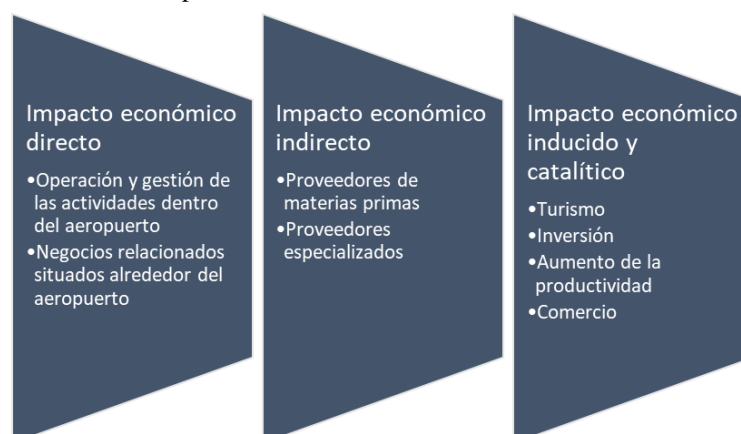 Impacto económico
directo
•Operación y gestión de
las actividades dentro
del aeropuerto
•Negocios relacionados
situados alrededor del
aeropuerto
Impacto económico
indirecto
•Proveedores de
materias primas
•Proveedores
especializados
Impacto económico
inducido y
catalítico
•Turismo
•Inversión
•Aumento de la
productividad
•Comercio